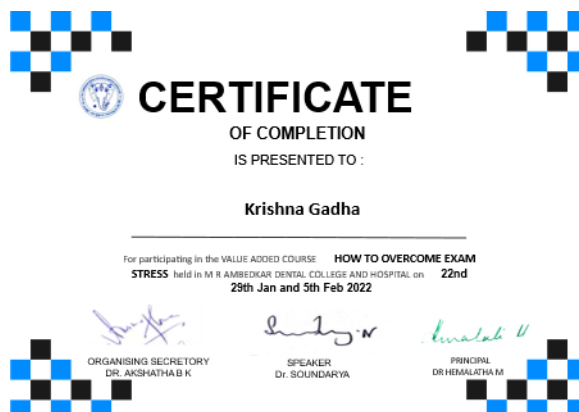 CERTIFICATE
OF COMPLETION
IS PRESENTED TO :
Krishna Gadha
For participating in the VALUE ADDED COURSE HOW TO OVERCOME EXAM
STRESS held in M R AMBEDKAR DENTAL COLLEGE AND HOSPITAL on 22nd
29th Jan and 5th Feb 2022
ORGANISING SECRETORY
DR. AKSHATHA B K
SPEAKER
Dr. SOUNDARYA
PRINCIPAL
DR HEMALATHA M